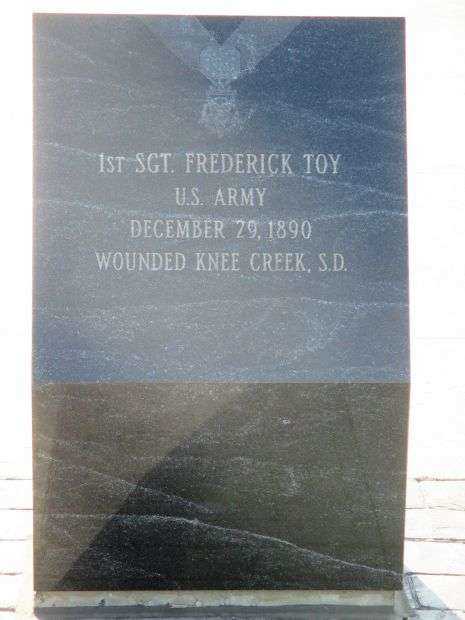 1ST SGT. FREDERICK TOY
U.S. ARMY
DECEMBER 29, 1890
WOUNDED KNEE CREEK, S.D.